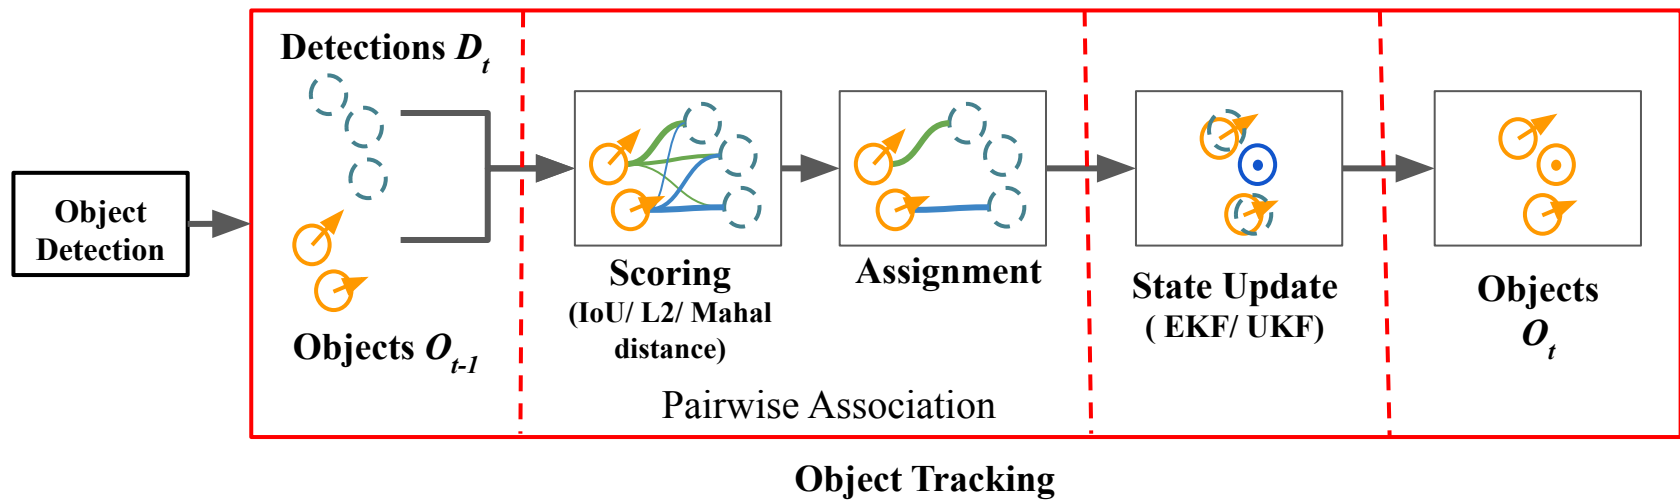 Object
Detection
Detections D_t
Objects O_{t-1}
Scoring
(IoU/ L2/ Mahal
distance)
Assignment
Pairwise Association
State Update
( EKF/ UKF)
Objects
O_t
Object Tracking